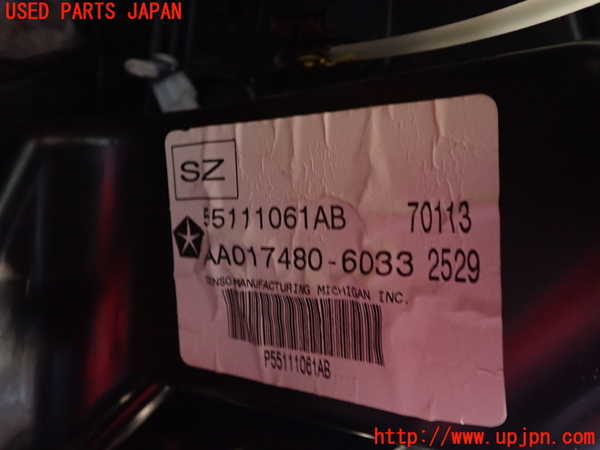 USED PARTS JAPAN
SZ
55111061AB 70113
AA017480-6033 2529
DENSO MANUFACTURING MICHIGAN INC.
P55111061AB
http://www.upjpn.com/